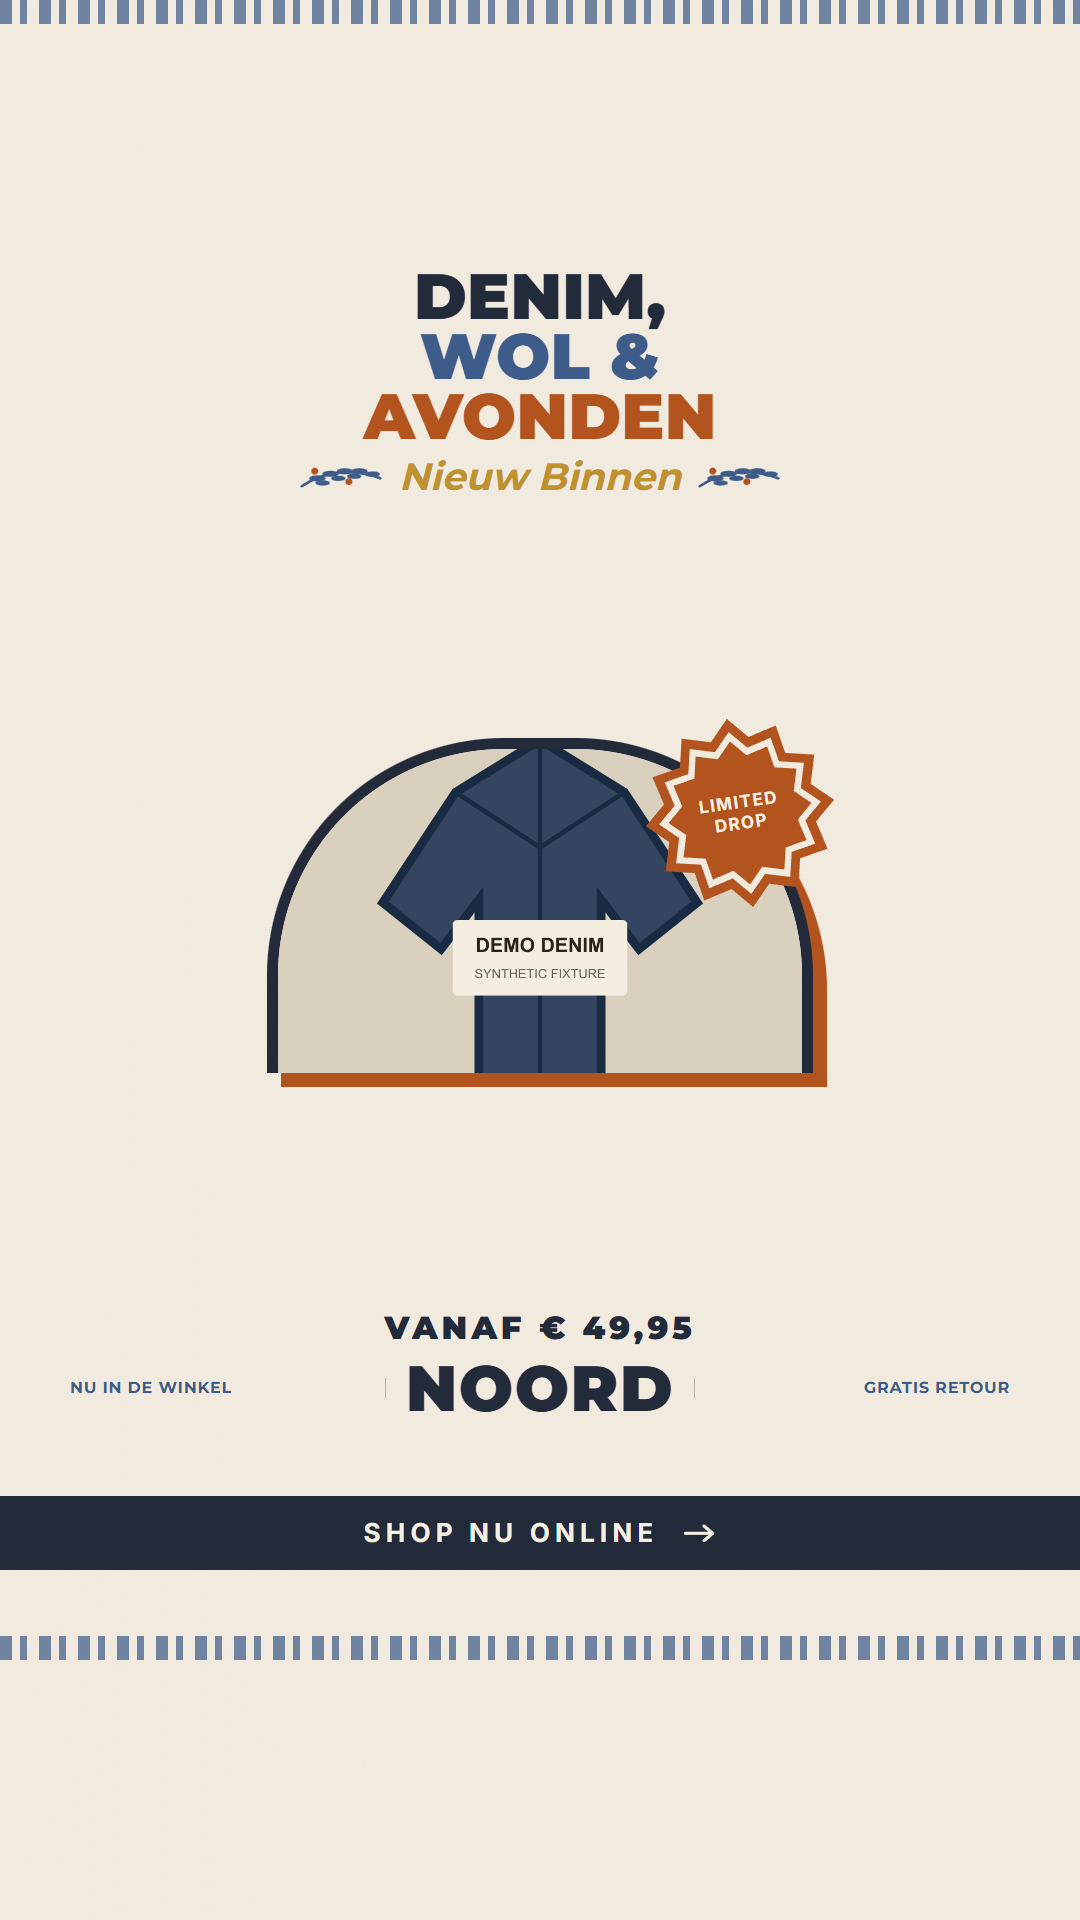 DENIM,
WOL &
AVONDEN
Nieuw Binnen
LIMITED
DROP
DEMO DENIM
SYNTHETIC FIXTURE
VANAF € 49,95
NU IN DE WINKEL
NOORD
GRATIS RETOUR
SHOP NU ONLINE →